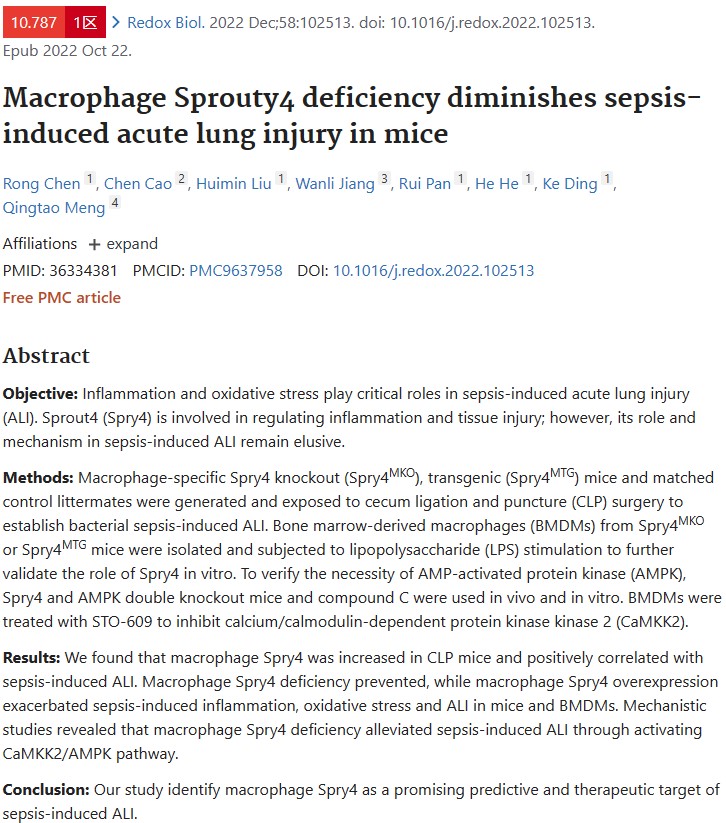 10.787 1区 > Redox Biol. 2022 Dec;58:102513. doi: 10.1016/j.redox.2022.102513.
Epub 2022 Oct 22.
Macrophage Sprouty4 deficiency diminishes sepsis-
induced acute lung injury in mice
Rong Chen 1, Chen Cao 2, Huimin Liu 1, Wanli Jiang 3, Rui Pan 1, He He 1, Ke Ding 1,
Qingtao Meng 4
Affiliations + expand
PMID: 36334381 PMCID: PMC9637958 DOI: 10.1016/j.redox.2022.102513
Free PMC article
Abstract
Objective: Inflammation and oxidative stress play critical roles in sepsis-induced acute lung injury
(ALI). Sprout4 (Spry4) is involved in regulating inflammation and tissue injury; however, its role and
mechanism in sepsis-induced ALI remain elusive.
Methods: Macrophage-specific Spry4 knockout (Spry4MKO), transgenic (Spry4MTG) mice and matched
control littermates were generated and exposed to cecum ligation and puncture (CLP) surgery to
establish bacterial sepsis-induced ALI. Bone marrow-derived macrophages (BMDMs) from Spry4MKO
or Spry4MTG mice were isolated and subjected to lipopolysaccharide (LPS) stimulation to further
validate the role of Spry4 in vitro. To verify the necessity of AMP-activated protein kinase (AMPK),
Spry4 and AMPK double knockout mice and compound C were used in vivo and in vitro. BMDMs were
treated with STO-609 to inhibit calcium/calmodulin-dependent protein kinase kinase 2 (CaMKK2).
Results: We found that macrophage Spry4 was increased in CLP mice and positively correlated with
sepsis-induced ALI. Macrophage Spry4 deficiency prevented, while macrophage Spry4 overexpression
exacerbated sepsis-induced inflammation, oxidative stress and ALI in mice and BMDMs. Mechanistic
studies revealed that macrophage Spry4 deficiency alleviated sepsis-induced ALI through activating
CaMKK2/AMPK pathway.
Conclusion: Our study identify macrophage Spry4 as a promising predictive and therapeutic target of
sepsis-induced ALI.